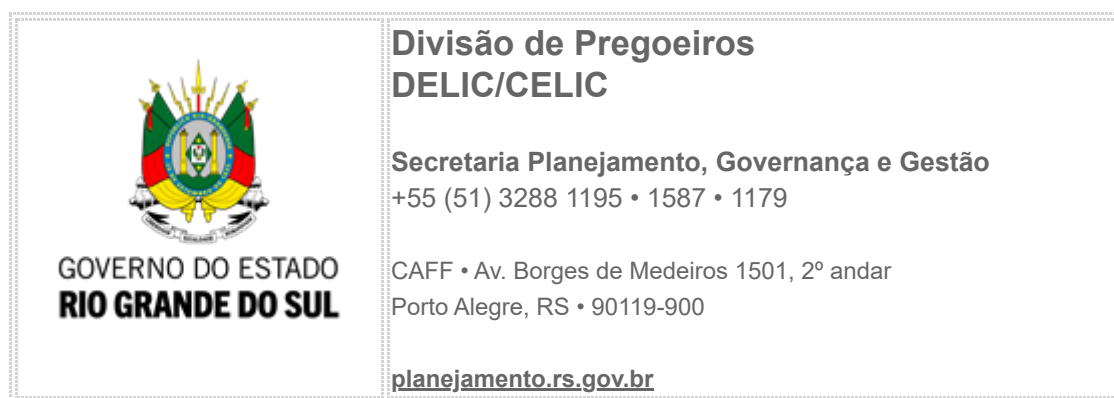 Divisão de Pregoeiros
DELIC/CELIC
Secretaria Planejamento, Governança e Gestão
+55 (51) 3288 1195 • 1587 • 1179
CAFF • Av. Borges de Medeiros 1501, 2º andar
Porto Alegre, RS • 90119-900
planejamento.rs.gov.br
GOVERNO DO ESTADO
RIO GRANDE DO SUL